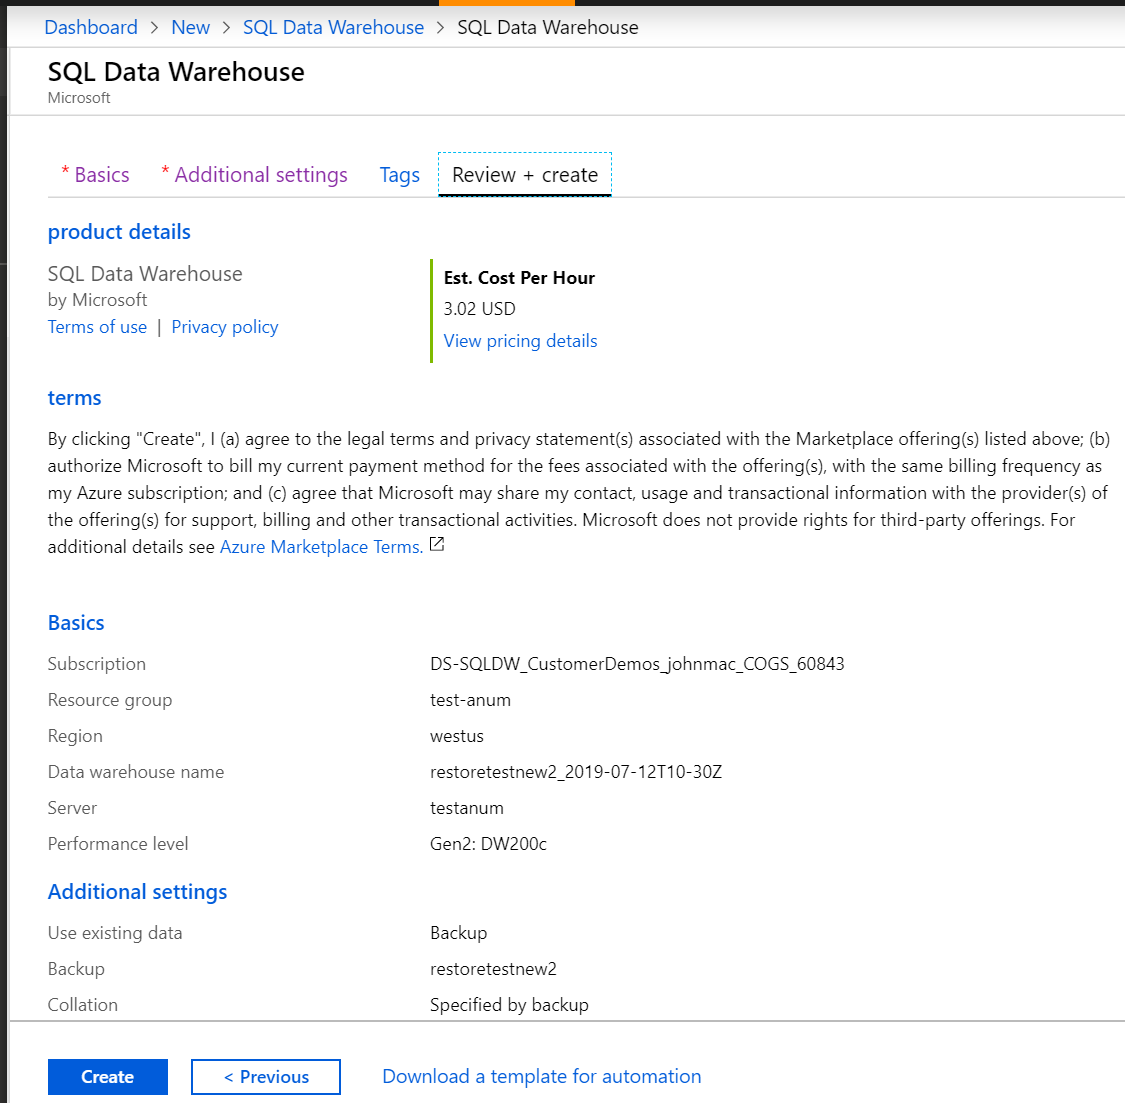 Dashboard > New > SQL Data Warehouse > SQL Data Warehouse
SQL Data Warehouse
Microsoft
* Basics * Additional settings Tags Review + create
product details
SQL Data Warehouse
by Microsoft
Terms of use | Privacy policy
Est. Cost Per Hour
3.02 USD
View pricing details
terms
By clicking "Create", I (a) agree to the legal terms and privacy statement(s) associated with the Marketplace offering(s) listed above; (b)
authorize Microsoft to bill my current payment method for the fees associated with the offering(s), with the same billing frequency as
my Azure subscription; and (c) agree that Microsoft may share my contact, usage and transactional information with the provider(s) of
the offering(s) for support, billing and other transactional activities. Microsoft does not provide rights for third-party offerings. For
additional details see Azure Marketplace Terms.
Basics
Subscription DS-SQLDW_CustomerDemos_johnmac_COGS_60843
Resource group test-anum
Region westus
Data warehouse name restoretestnew2_2019-07-12T10-30Z
Server testanum
Performance level Gen2: DW200c
Additional settings
Use existing data Backup
Backup restoretestnew2
Collation Specified by backup
Create < Previous Download a template for automation